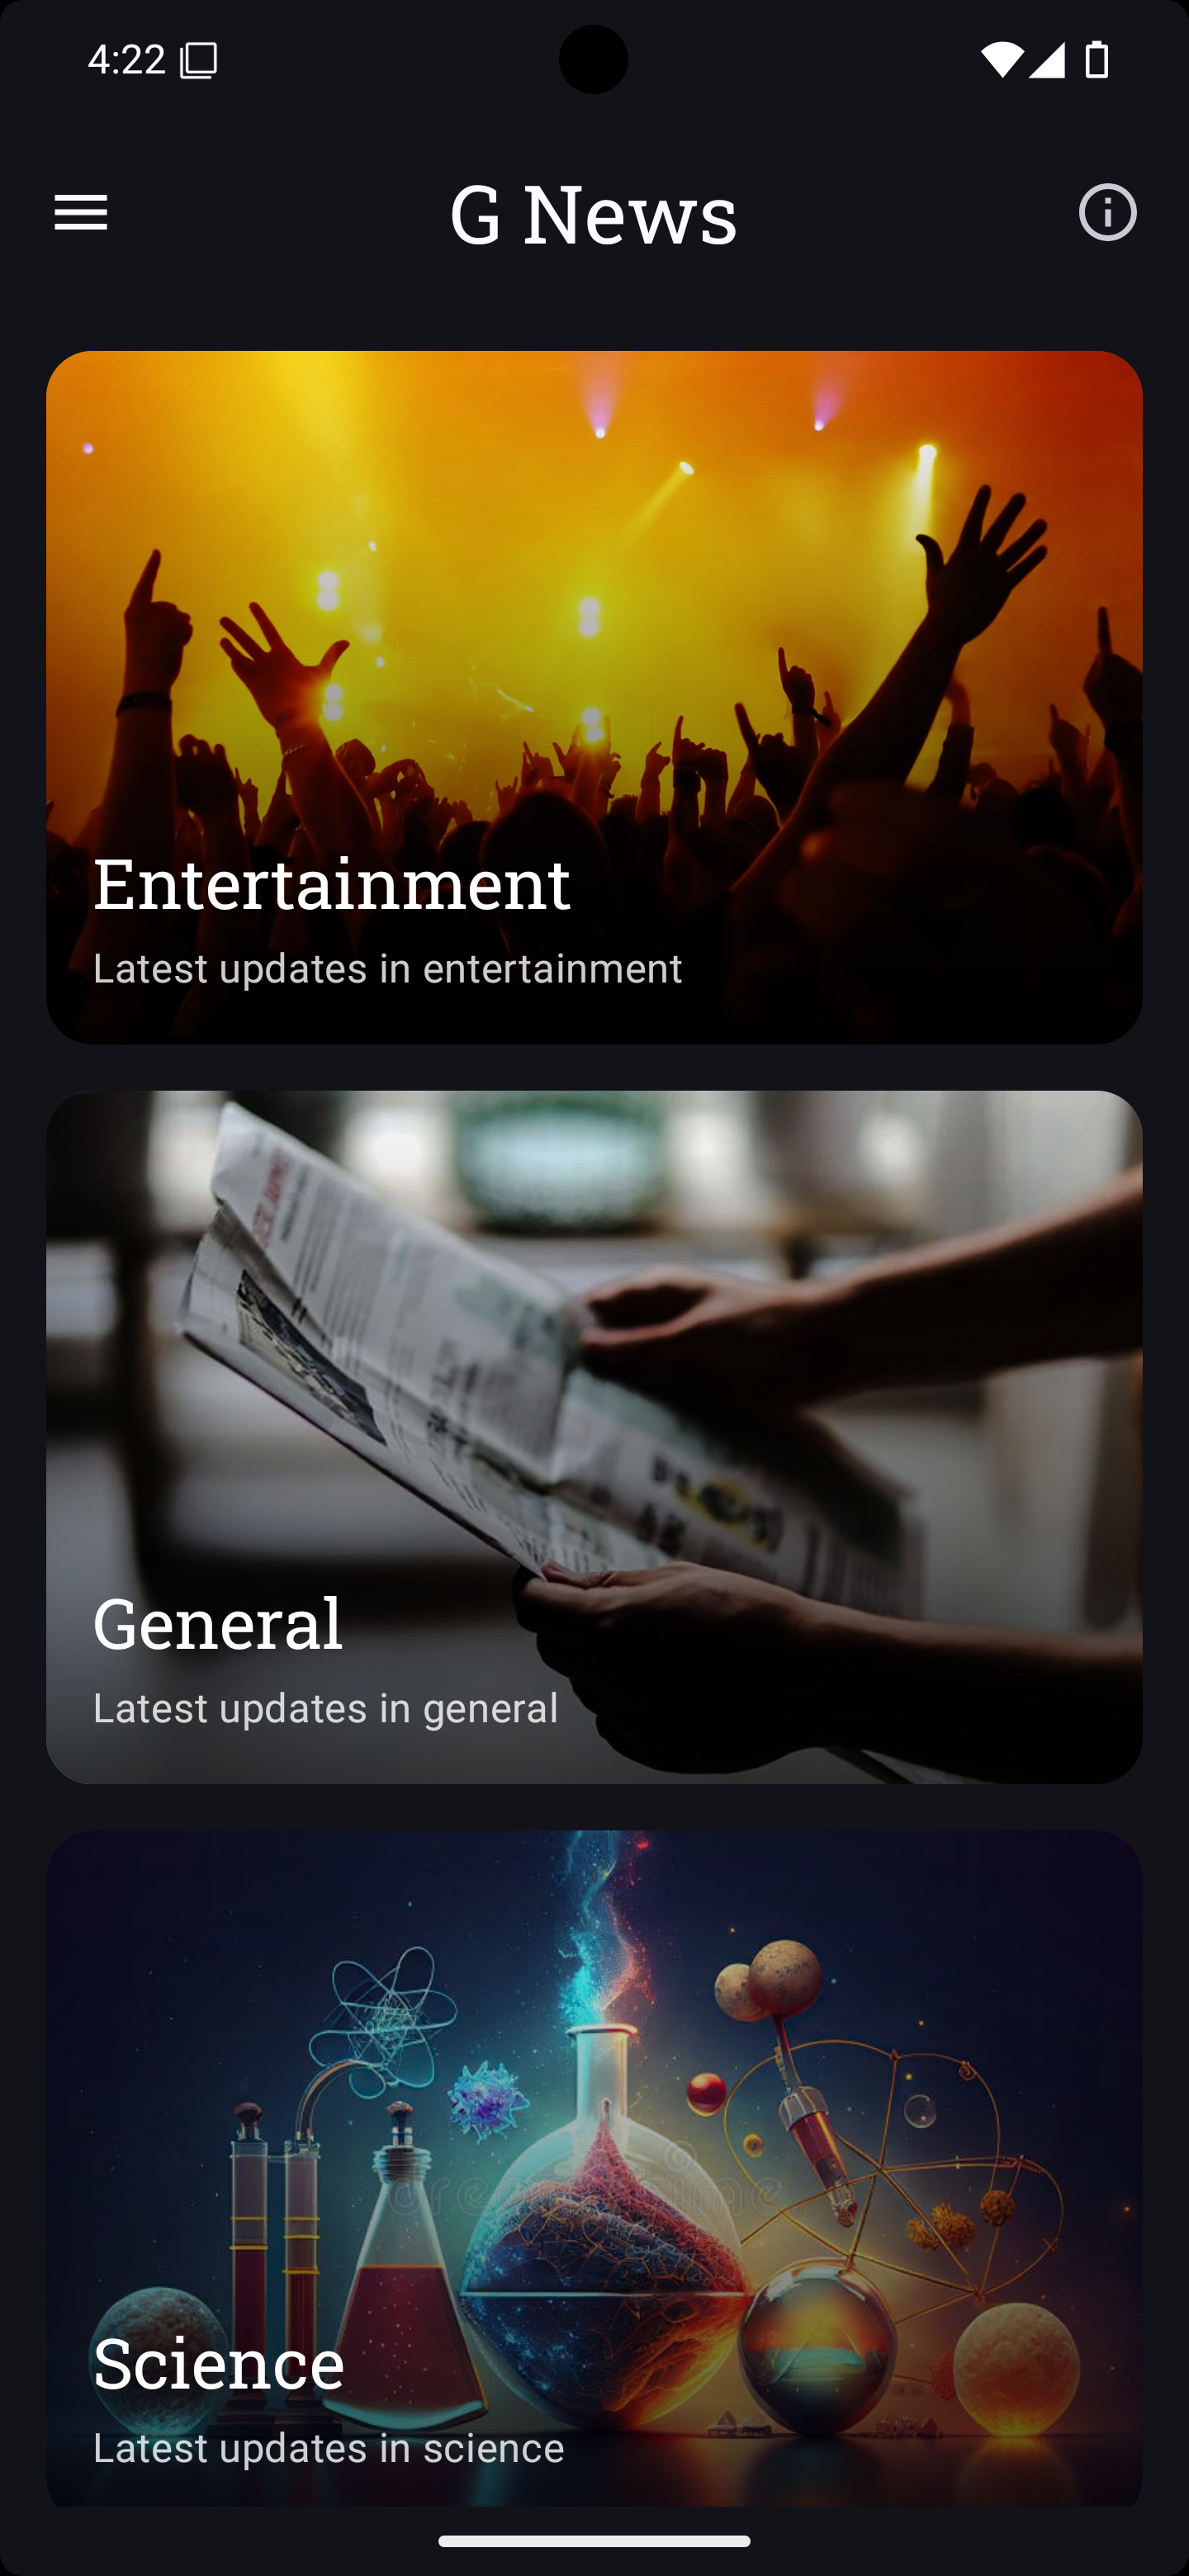 4:22
G News
Entertainment
Latest updates in entertainment
General
Latest updates in general
Science
Latest updates in science